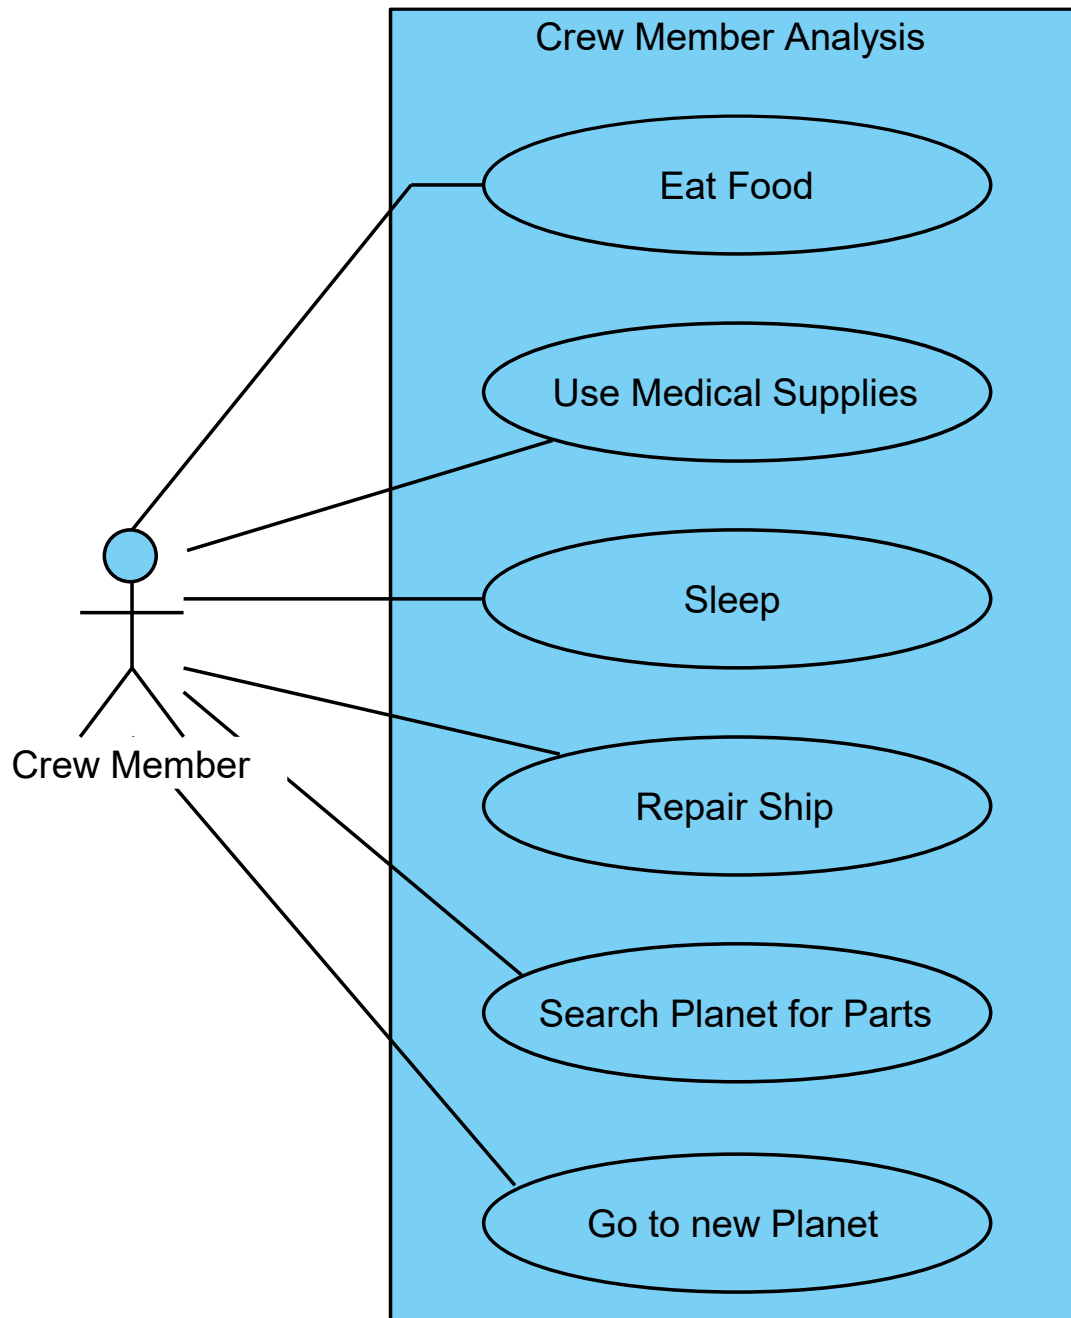 Crew Member Analysis
Eat Food
Use Medical Supplies
Sleep
Crew Member
Repair Ship
Search Planet for Parts
Go to new Planet